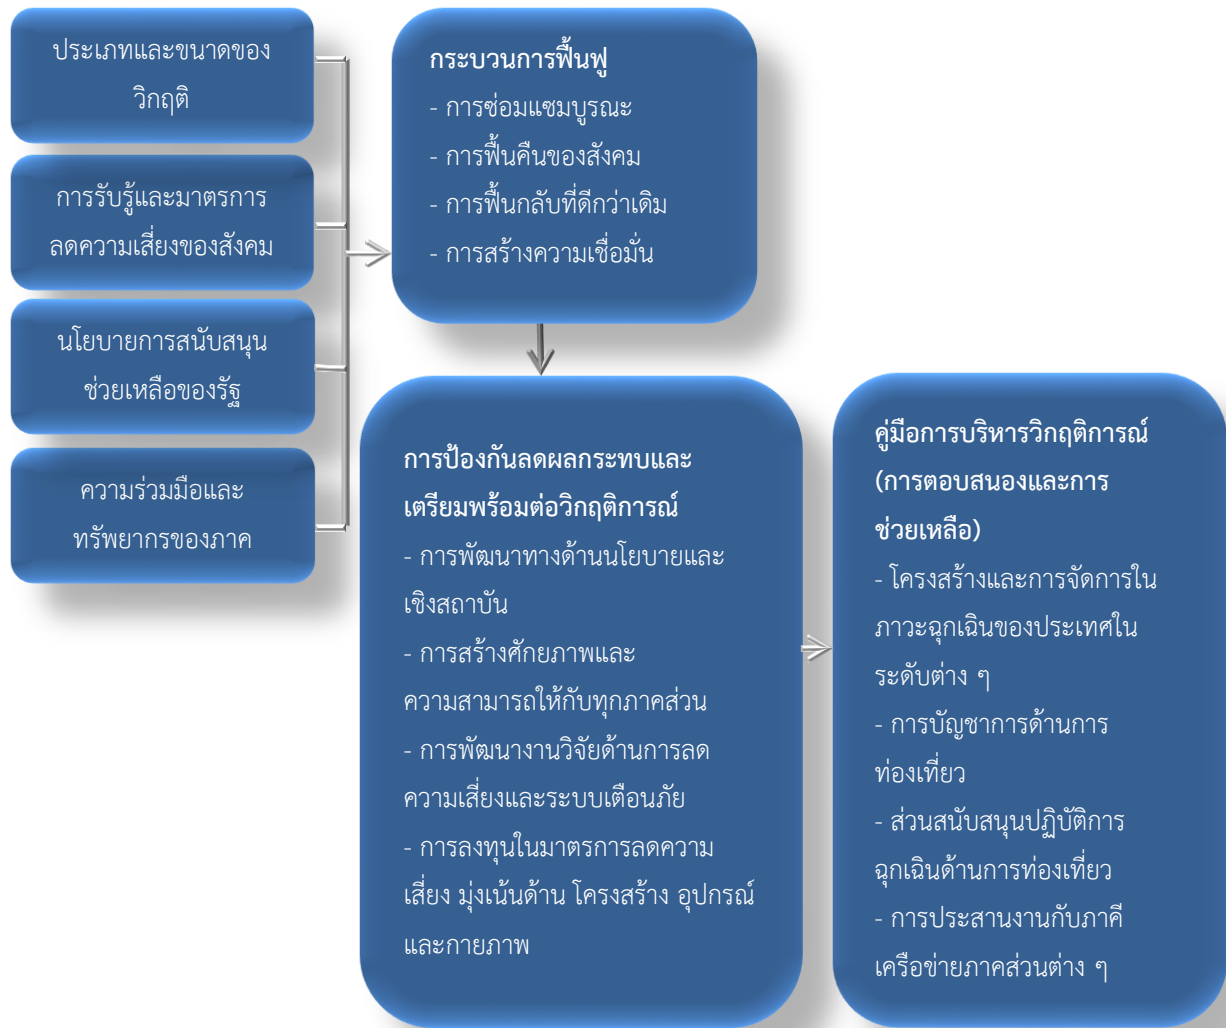 ประเภทและขนาดของ
วิกฤติ
การรับรู้และมาตรการ
ลดความเสี่ยงของสังคม
นโยบายการสนับสนุน
ช่วยเหลือของรัฐ
ความร่วมมือและ
ทรัพยากรของภาค
กระบวนการฟื้นฟู
- การซ่อมแซมบูรณะ
- การฟื้นคืนของสังคม
- การฟื้นกลับที่ดีกว่าเดิม
- การสร้างความเชื่อมั่น
การป้องกันลดผลกระทบและ
เตรียมพร้อมต่อวิกฤติการณ์
- การพัฒนาทางด้านนโยบายและ
เชิงสถาบัน
- การสร้างศักยภาพและ
ความสามารถให้กับทุกภาคส่วน
- การพัฒนางานวิจัยด้านการลด
ความเสี่ยงและระบบเตือนภัย
- การลงทุนในมาตรการลดความ
เสี่ยง มุ่งเน้นด้าน โครงสร้าง อุปกรณ์
และกายภาพ
คู่มือการบริหารวิกฤติการณ์
(การตอบสนองและการ
ช่วยเหลือ)
- โครงสร้างและการจัดการใน
ภาวะฉุกเฉินของประเทศใน
ระดับต่าง ๆ
- การบัญชาการด้านการ
ท่องเที่ยว
- ส่วนสนับสนุนปฏิบัติการ
ฉุกเฉินด้านการท่องเที่ยว
- การประสานงานกับภาคี
เครือข่ายภาคส่วนต่าง ๆ